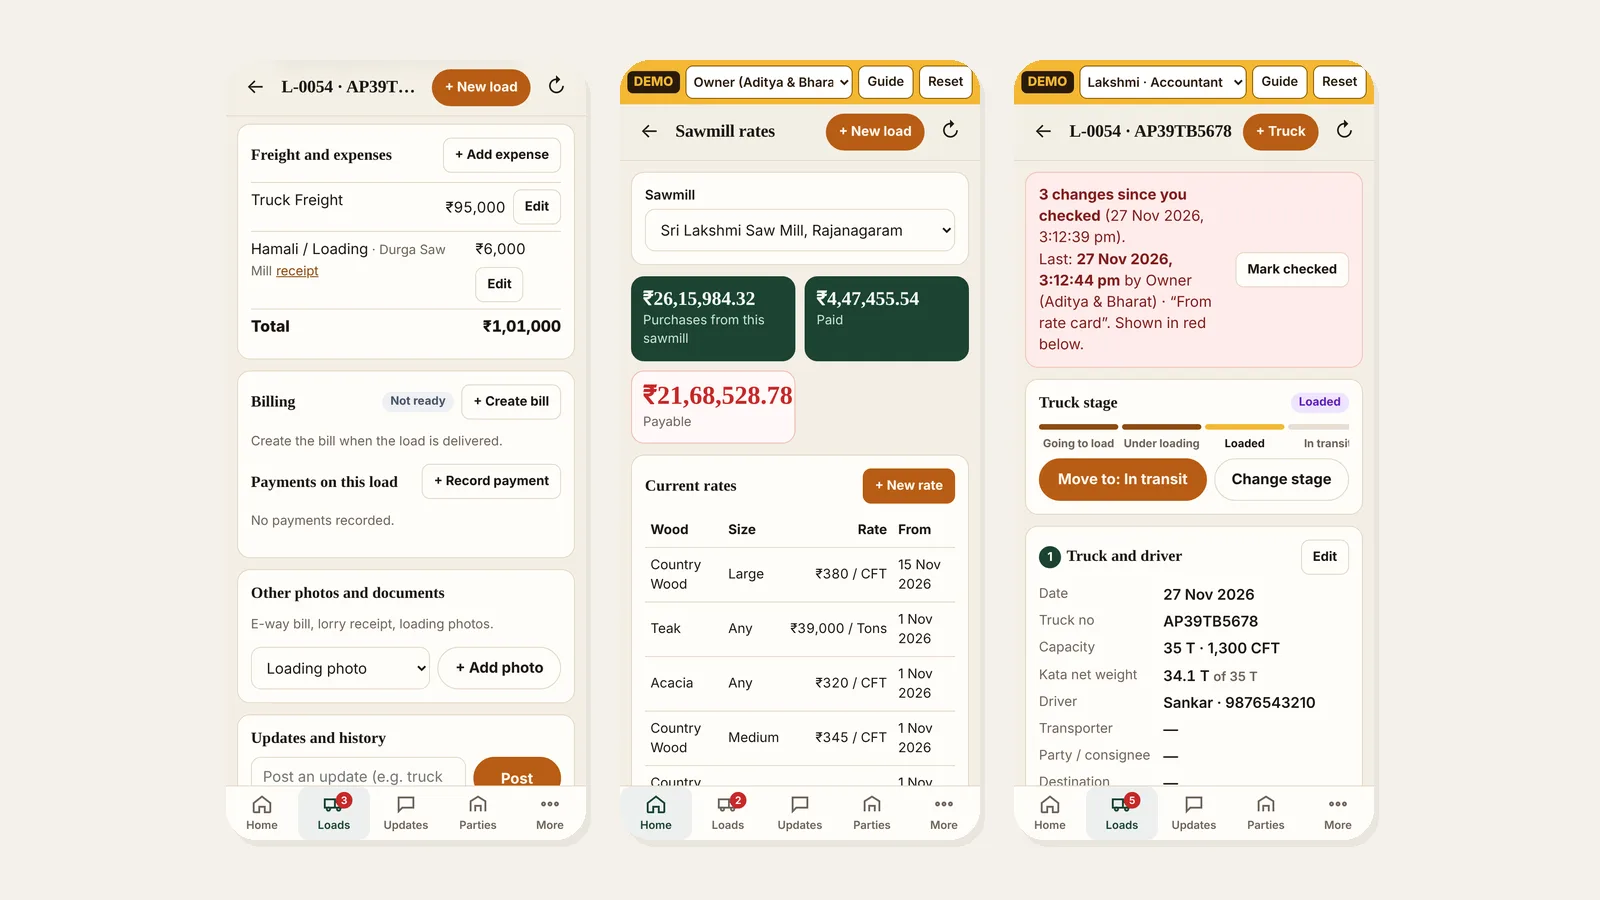 L-0054 · AP39T…
+ New load
Freight and expenses
+ Add expense
Truck Freight
₹95,000
Edit
Hamali / Loading · Durga Saw
Mill receipt
₹6,000
Edit
Total
₹1,01,000
Billing
Not ready
+ Create bill
Create the bill when the load is delivered.
Payments on this load
+ Record payment
No payments recorded.
Other photos and documents
E-way bill, lorry receipt, loading photos.
Loading photo
+ Add photo
Updates and history
Post an update (e.g. truck
Post
3
Home
Loads
Updates
Parties
More
DEMO
Owner (Aditya & Bhara
Guide
Reset
Sawmill rates
+ New load
Sawmill
Sri Lakshmi Saw Mill, Rajanagaram
₹26,15,984.32
Purchases from this
sawmill
₹4,47,455.54
Paid
₹21,68,528.78
Payable
Current rates
+ New rate
Wood Size Rate From
Country
Wood
Large
₹380 / CFT
15 Nov
2026
Teak
Any
₹39,000 / Tons
1 Nov
2026
Acacia
Any
₹320 / CFT
1 Nov
2026
Country
Wood
Medium
₹345 / CFT
1 Nov
2026
Country
1 Nov
2
Home
Loads
Updates
Parties
More
DEMO
Lakshmi · Accountant
Guide
Reset
L-0054 · AP39TB5678
+ Truck
3 changes since you
checked (27 Nov 2026,
3:12:39 pm).
Last: 27 Nov 2026,
3:12:44 pm by Owner
(Aditya & Bharat) · “From
rate card”. Shown in red
below.
Mark checked
Truck stage
Loaded
Going to load
Under loading
Loaded
In transit
Move to: In transit
Change stage
1
Truck and driver
Edit
Date
27 Nov 2026
Truck no
AP39TB5678
Capacity
35 T · 1,300 CFT
Kata net weight
34.1 T of 35 T
Driver
Sankar · 9876543210
Transporter
—
Party / consignee
—
Destination
—
5
Home
Loads
Updates
Parties
More